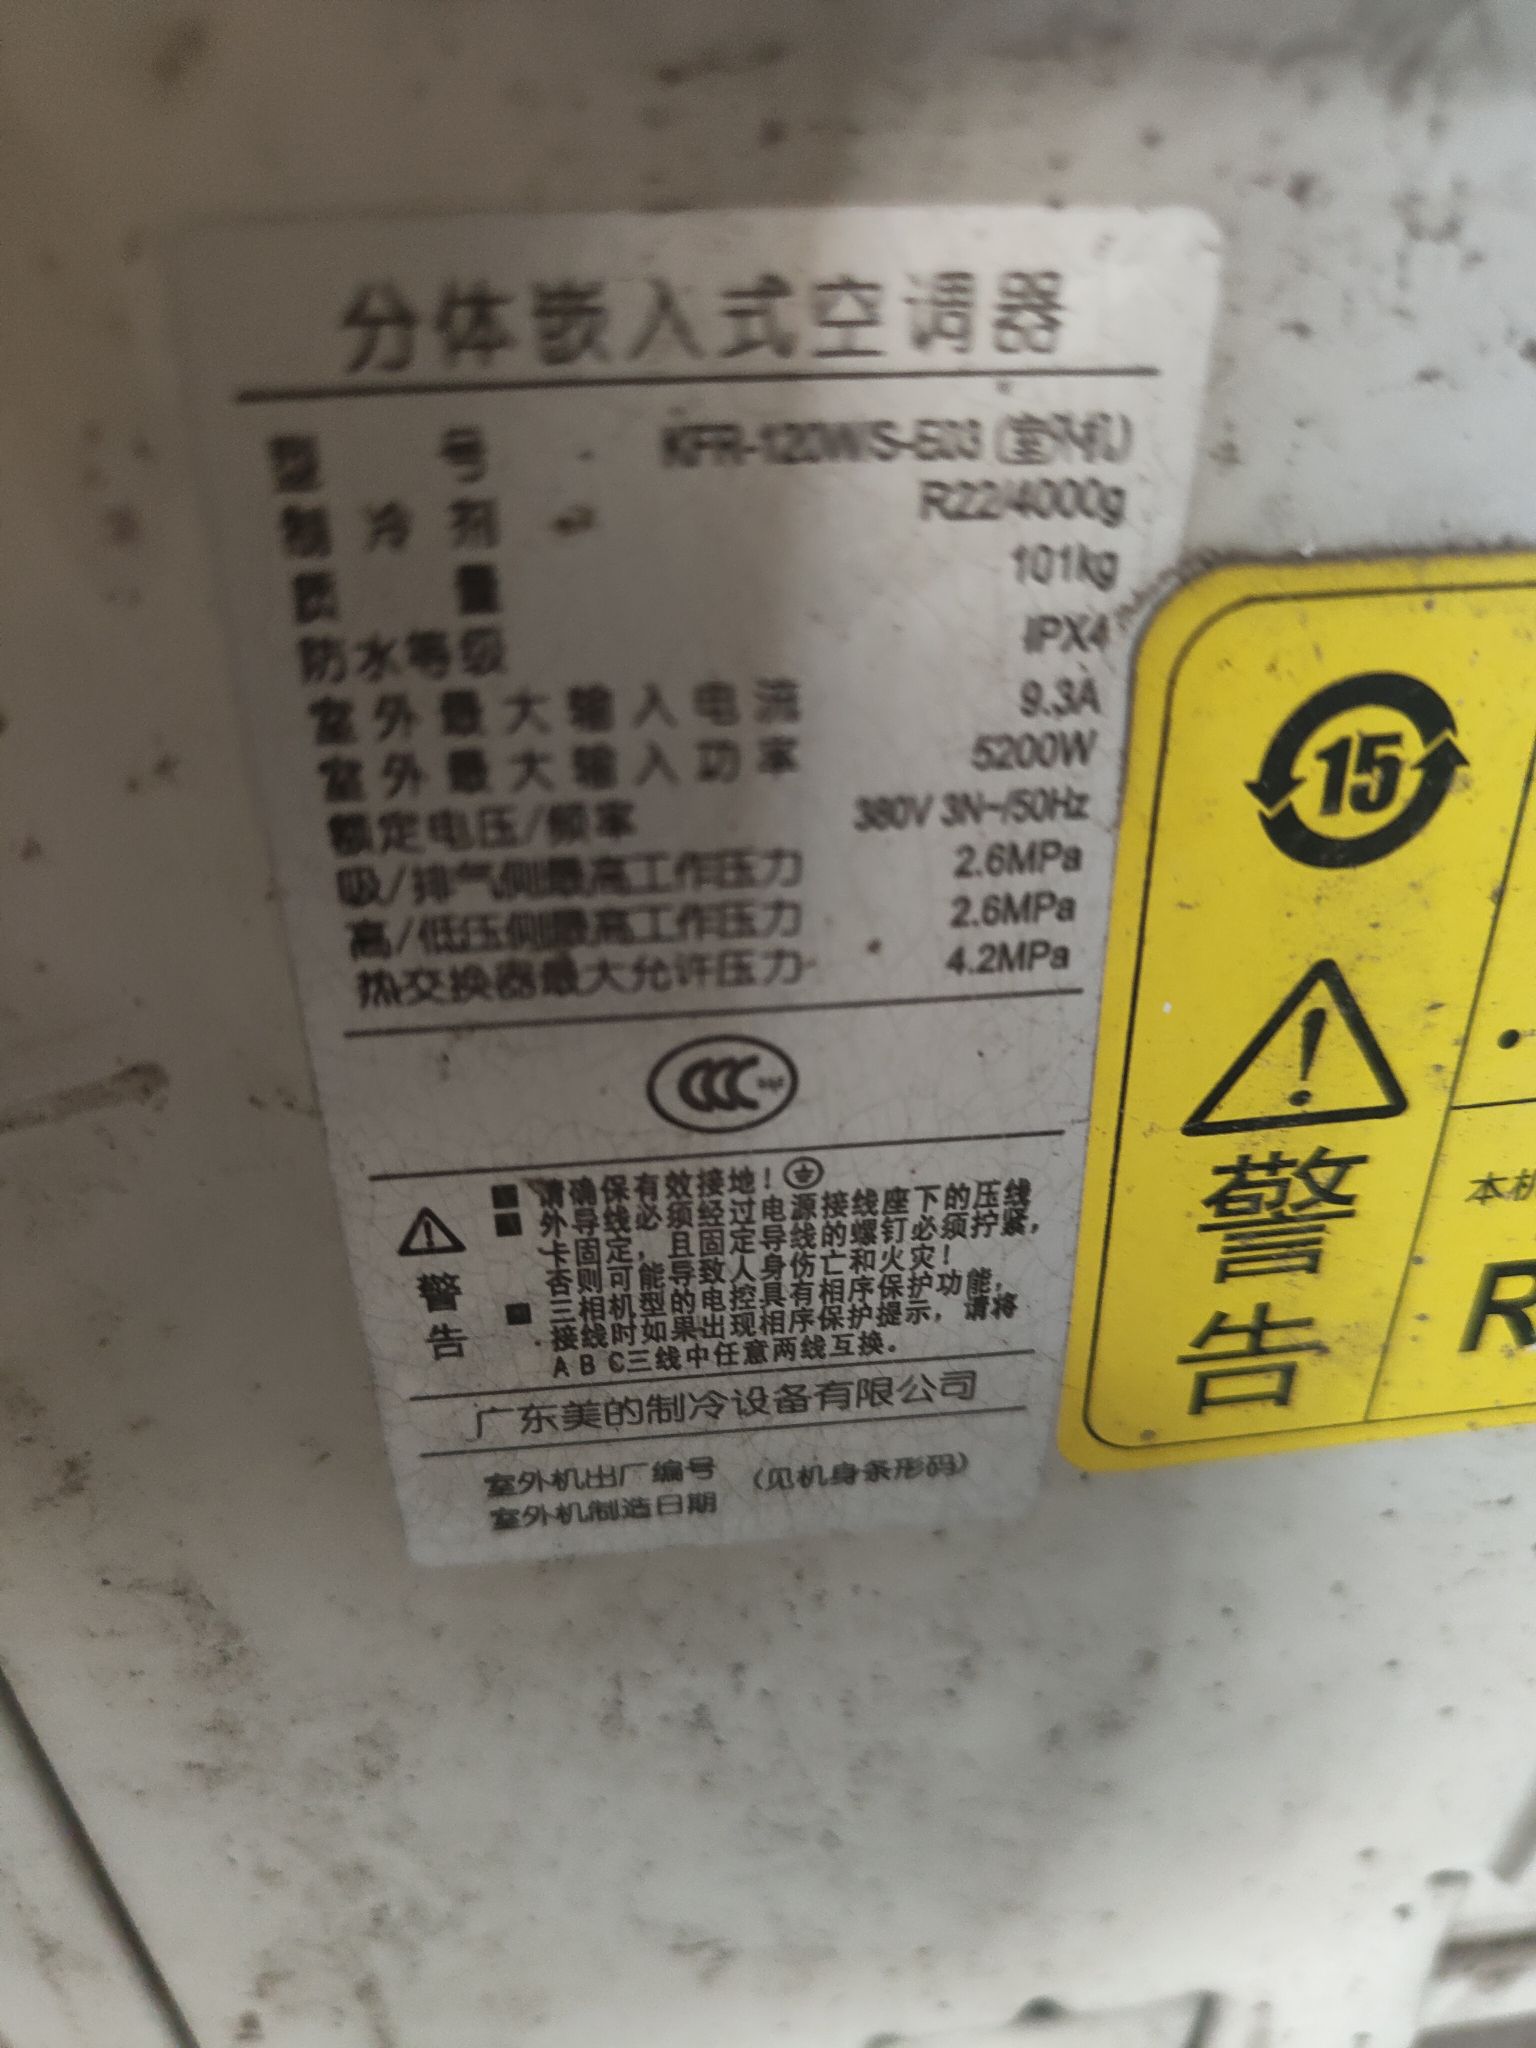 分体嵌入式空调器
型号 KFR-120W/S-E03(室外机)
制冷剂 R22/4000g
质量 101kg
防水等级 IPX4
室外最大输入电流 9.3A
室外最大输入功率 5200W
额定电压/频率 380V 3N~/50Hz
吸/排气侧最高工作压力 2.6MPa
高/低压侧最高工作压力 2.6MPa
热交换器最大允许压力 4.2MPa
CCC
警告
■ 请确保有效接地!
■ 外导线必须经过电源接线座下的压线
卡固定,且固定导线的螺钉必须拧紧,
否则可能导致人身伤亡和火灾!
■ 三相机型的电控具有相序保护功能,
接线时如果出现相序保护提示,请将
A B C三线中任意两线互换。
广东美的制冷设备有限公司
室外机出厂编号 (见机身条形码)
室外机制造日期
15
警告
本机
R